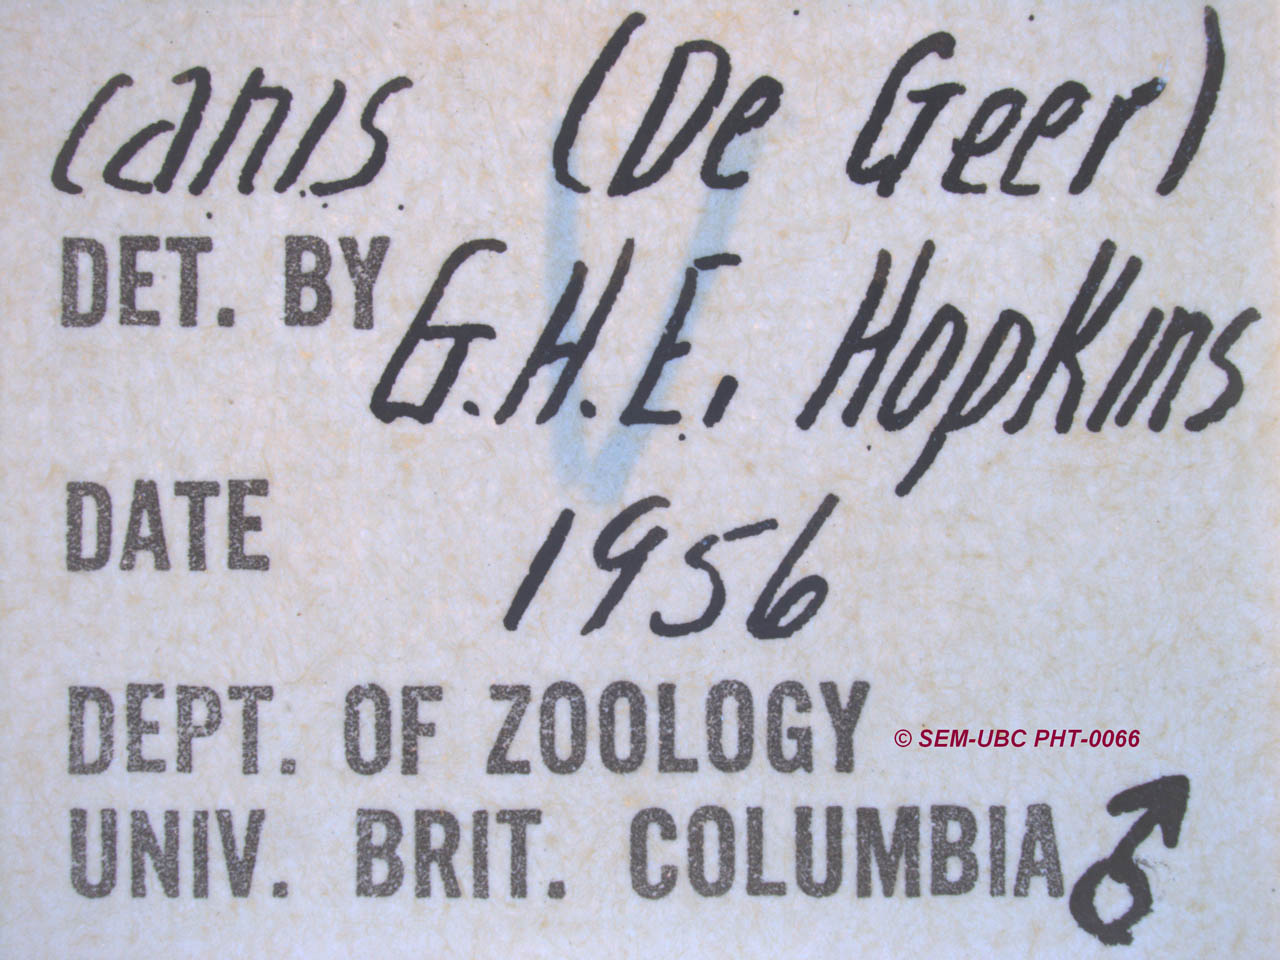 canis (De Geer)
DET. BY G.H.E. Hopkins
DATE 1956
DEPT. OF ZOOLOGY
© SEM-UBC PHT-0066
UNIV. BRIT. COLUMBIA ♂